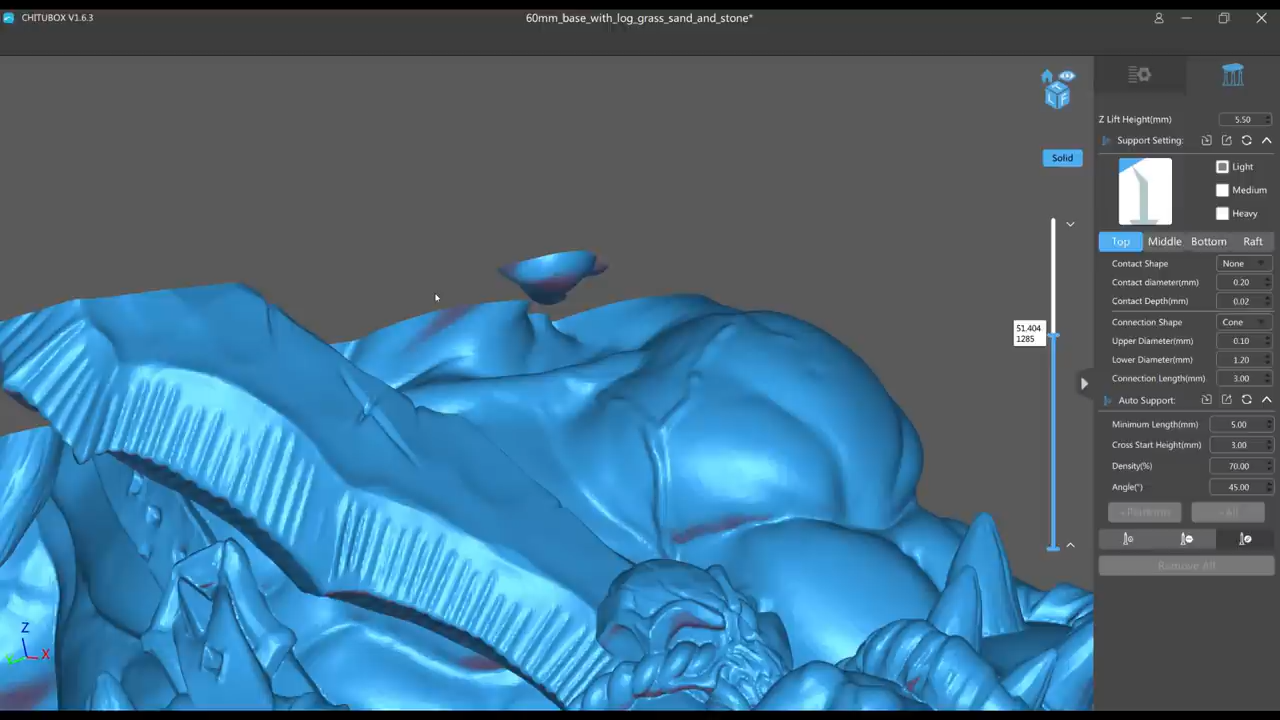 CHITUBOX V1.6.3
60mm_base_with_log_grass_sand_and_stone*
Z Lift Height(mm) 5.50
Support Setting:
Solid
Light
Medium
Heavy
Top Middle Bottom Raft
Contact Shape None
Contact diameter(mm) 0.20
Contact Depth(mm) 0.02
51.404
1285
Connection Shape Cone
Upper Diameter(mm) 0.10
Lower Diameter(mm) 1.20
Connection Length(mm) 3.00
Auto Support:
Minimum Length(mm) 5.00
Cross Start Height(mm) 3.00
Density(%) 70.00
Angle(°) 45.00
+Platform +All
Remove All
Z
X
Y
L F